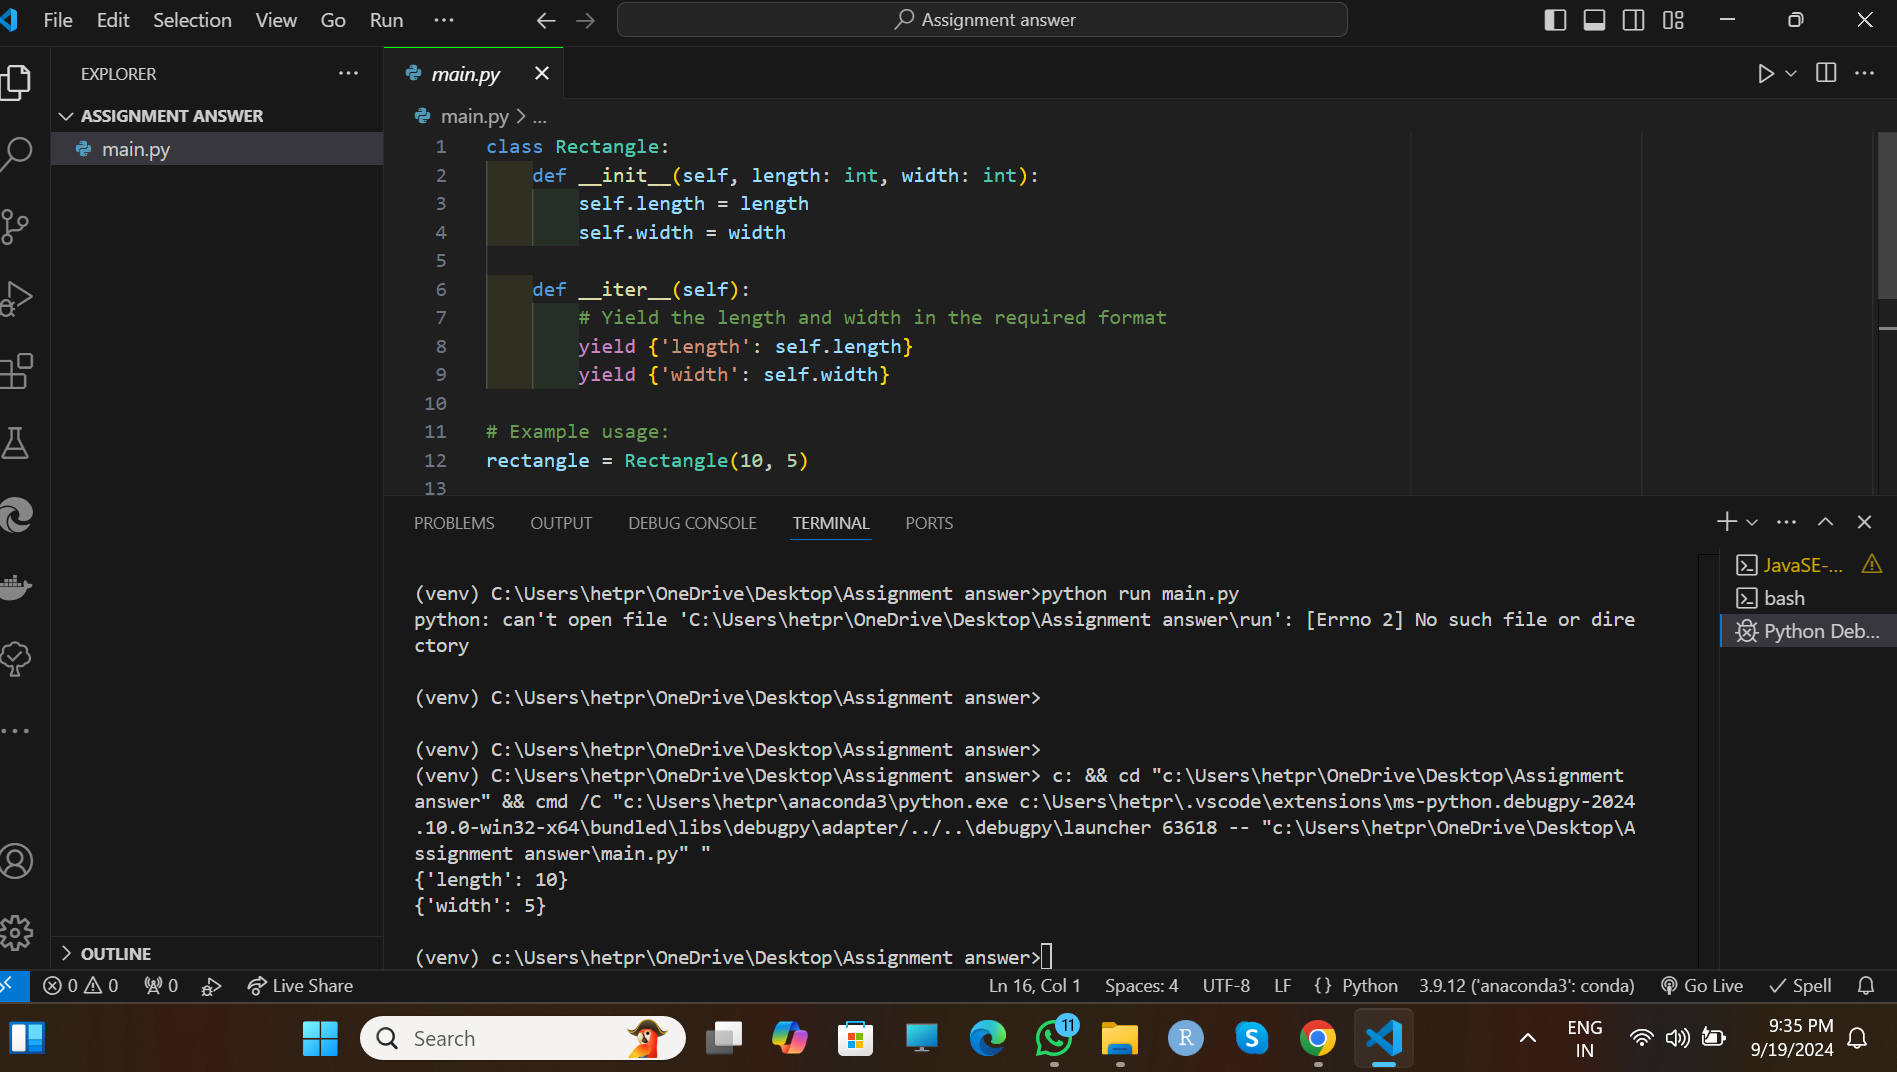 File Edit Selection View Go Run ...
Assignment answer
EXPLORER
ASSIGNMENT ANSWER
main.py
main.py
main.py > ...
1 class Rectangle:
2     def __init__(self, length: int, width: int):
3         self.length = length
4         self.width = width
5
6     def __iter__(self):
7         # Yield the length and width in the required format
8         yield {'length': self.length}
9         yield {'width': self.width}
10
11 # Example usage:
12 rectangle = Rectangle(10, 5)
13
PROBLEMS OUTPUT DEBUG CONSOLE TERMINAL PORTS
JavaSE-...
bash
Python Deb...
(venv) C:\Users\hetpr\OneDrive\Desktop\Assignment answer>python run main.py
python: can't open file 'C:\Users\hetpr\OneDrive\Desktop\Assignment answer\run': [Errno 2] No such file or dire
ctory
(venv) C:\Users\hetpr\OneDrive\Desktop\Assignment answer>
(venv) C:\Users\hetpr\OneDrive\Desktop\Assignment answer>
(venv) C:\Users\hetpr\OneDrive\Desktop\Assignment answer> c: && cd "c:\Users\hetpr\OneDrive\Desktop\Assignment
answer" && cmd /C "c:\Users\hetpr\anaconda3\python.exe c:\Users\hetpr\.vscode\extensions\ms-python.debugpy-2024
.10.0-win32-x64\bundled\libs\debugpy\adapter/../..\debugpy\launcher 63618 -- "c:\Users\hetpr\OneDrive\Desktop\A
ssignment answer\main.py" "
{'length': 10}
{'width': 5}
(venv) c:\Users\hetpr\OneDrive\Desktop\Assignment answer>
OUTLINE
0 0 0 Live Share Ln 16, Col 1 Spaces: 4 UTF-8 LF {} Python 3.9.12 ('anaconda3': conda) Go Live Spell
Search
11
R
S
ENG
IN
9:35 PM
9/19/2024